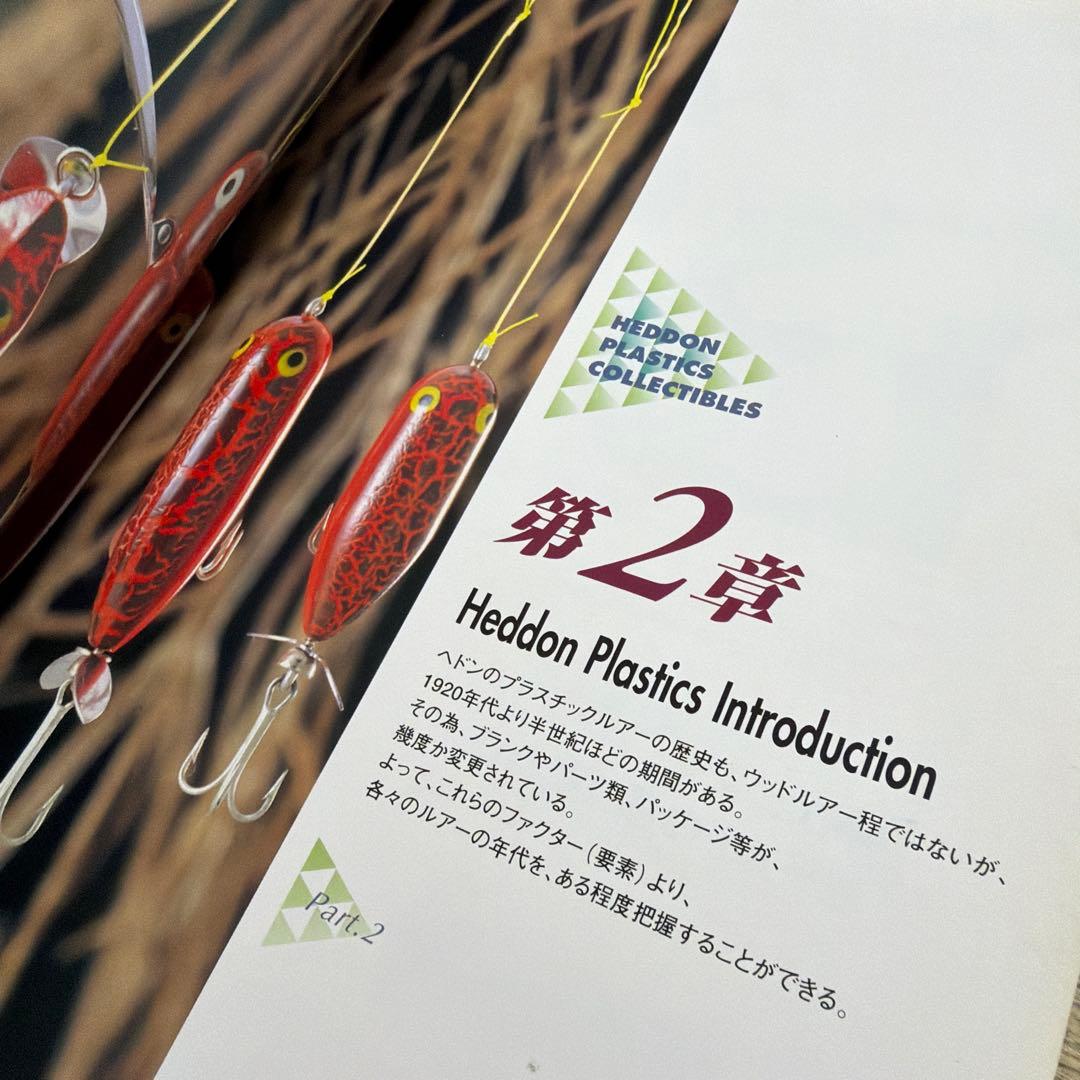 HEDDON
PLASTICS
COLLECTIBLES
第2章
Heddon Plastics Introduction
ヘドンのプラスチックルアーの歴史も、ウッドルアー程ではないが、
1920年代より半世紀ほどの期間がある。
その為、ブランクやパーツ類、パッケージ等が、
幾度か変更されている。
よって、これらのファクター(要素)より、
各々のルアーの年代を、ある程度把握することができる。
Part.2